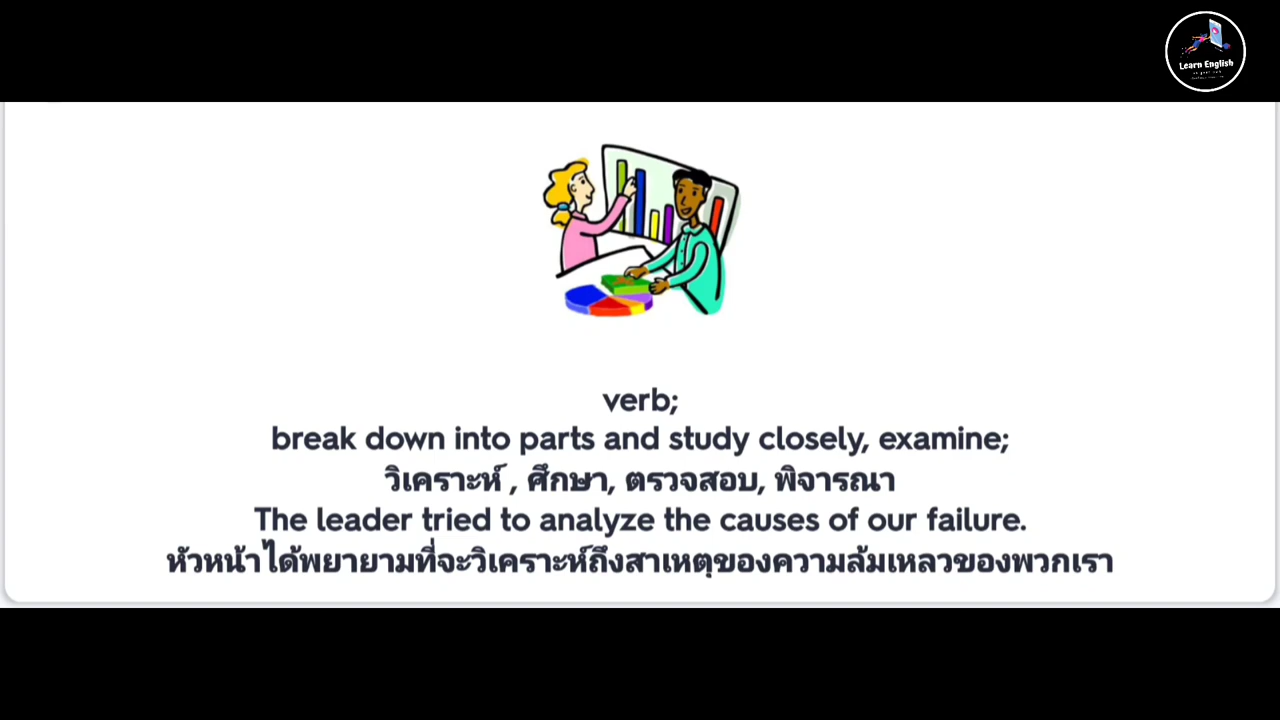 Learn English
verb;
break down into parts and study closely, examine;
วิเคราะห์ , ศึกษา, ตรวจสอบ, พิจารณา
The leader tried to analyze the causes of our failure.
หัวหน้าได้พยายามที่จะวิเคราะห์ถึงสาเหตุของความล้มเหลวของพวกเรา